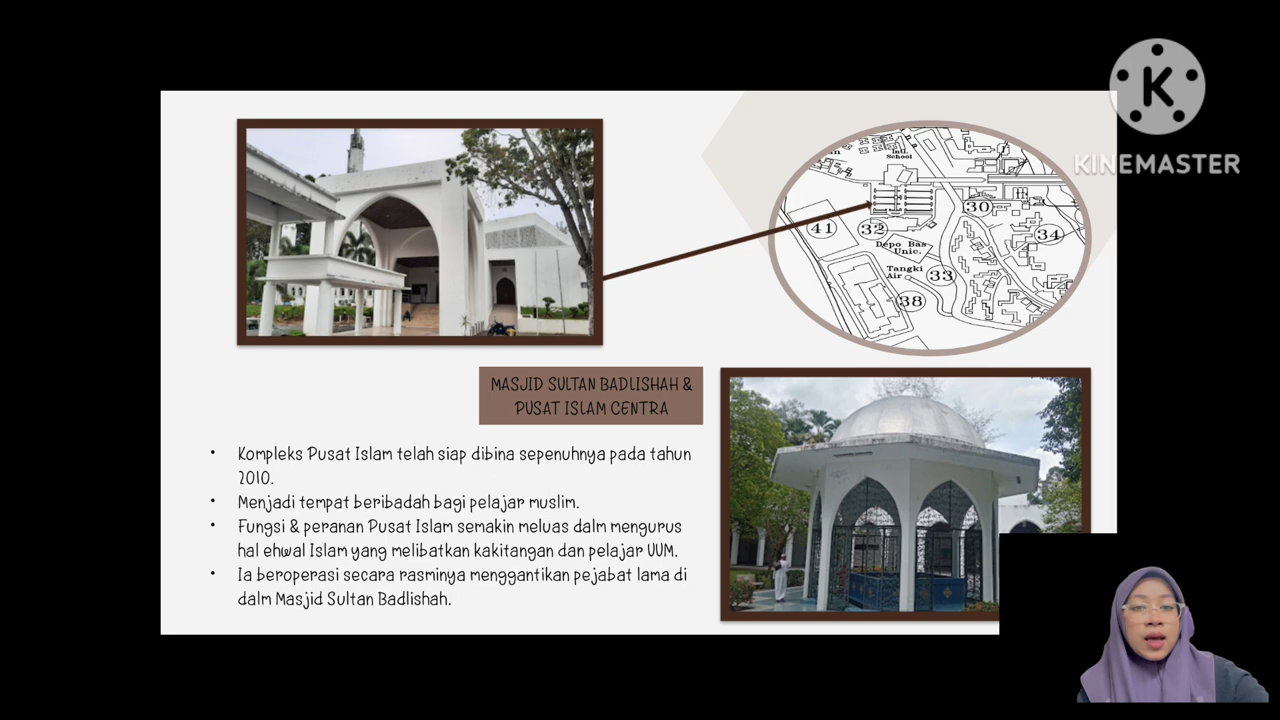 K
KINEMASTER
Intl.
School
30
41
32
34
Depo Bas
Unic.
Tangki
Air
33
38
MASJID SULTAN BADLISHAH &
PUSAT ISLAM CENTRA
• Kompleks Pusat Islam telah siap dibina sepenuhnya pada tahun
2010.
• Menjadi tempat beribadah bagi pelajar muslim.
• Fungsi & peranan Pusat Islam semakin meluas dalm mengurus
hal ehwal Islam yang melibatkan kakitangan dan pelajar UUM.
• Ia beroperasi secara rasminya menggantikan pejabat lama di
dalm Masjid Sultan Badlishah.